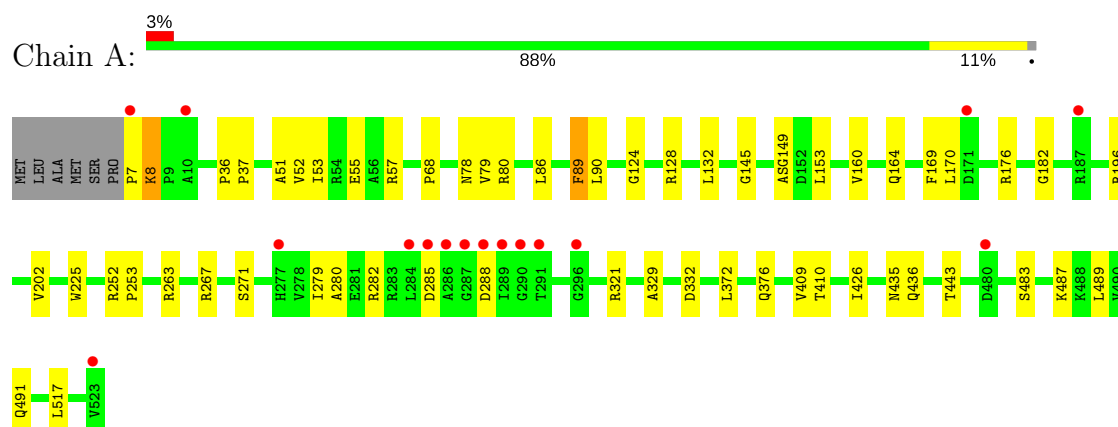 3%
Chain A:
88%
11%
•
MET LEU ALA MET SER PRO P7 K8 P9 A10 P36 P37 A51 V52 I53 R54 E55 A56 R57 P68 N78 V79 R80 L86 F89 L90 G124 R128 L132 G145 ASG149 D152 L153 V160 Q164 F169 L170 D171 R176 G182 R187
V202 W225 R252 P253 R263 R267 S271 H277 V278 I279 A280 E281 R282 R283 L284 D285 A286 G287 D288 I289 G290 T291 G296 R321 A329 D332 L372 Q376 V409 T410 I426 N435 Q436 T443 D480 S483 K487 K488 L489
Q491 L517 V523